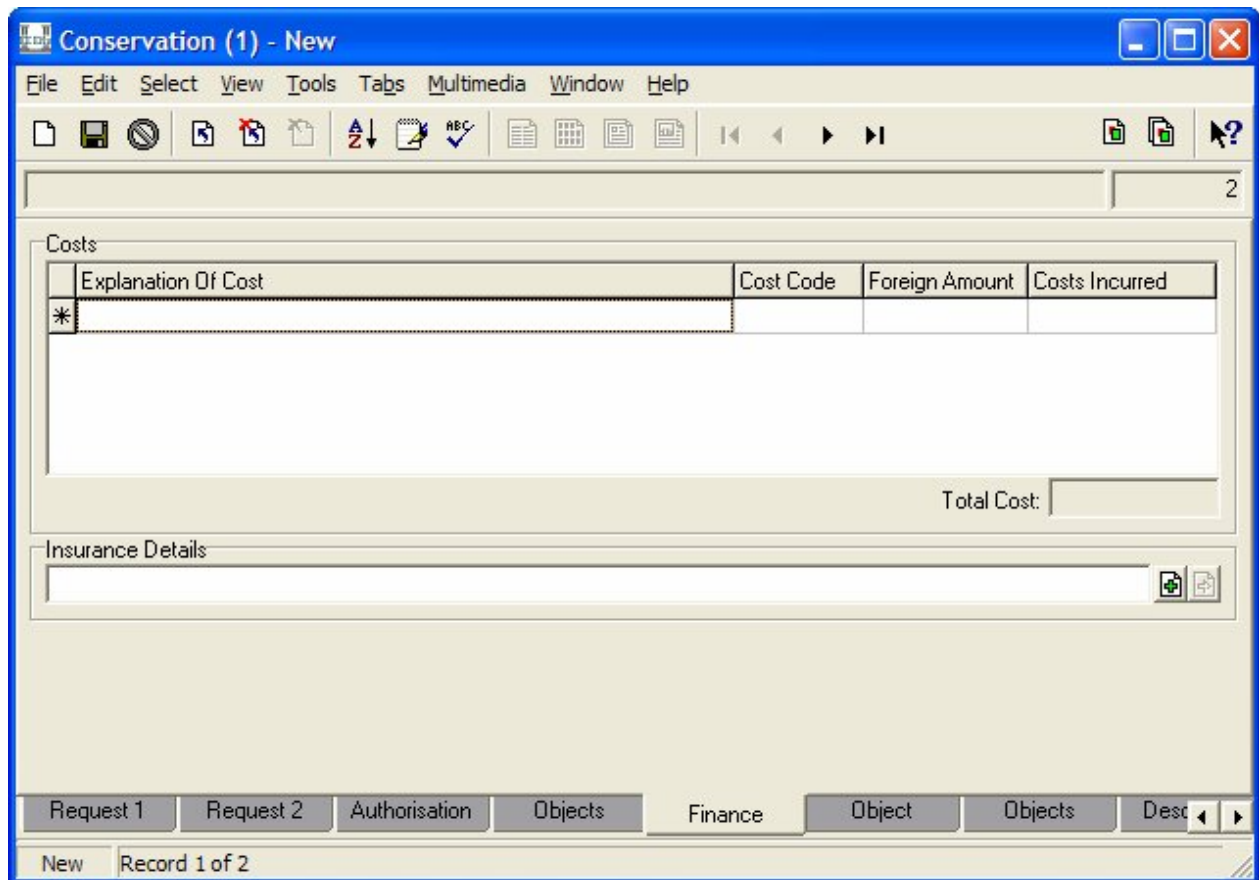 Conservation (1) - New
File Edit Select View Tools Tabs Multimedia Window Help
2
Costs
Explanation Of Cost Cost Code Foreign Amount Costs Incurred
Total Cost:
Insurance Details
Request 1 Request 2 Authorisation Objects Finance Object Objects Desc
New Record 1 of 2